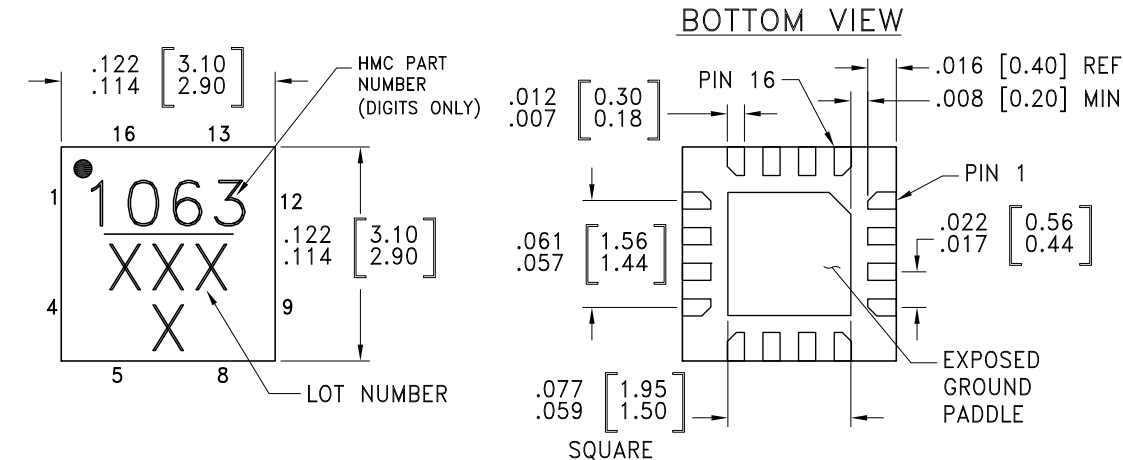 BOTTOM VIEW
.122 [3.10]
.114 [2.90]
HMC PART
NUMBER
(DIGITS ONLY)
16 13
1
12
4
9
5 8
1063
XXX
X
.122 [3.10]
.114 [2.90]
LOT NUMBER
PIN 16
.016 [0.40] REF
.008 [0.20] MIN
.012 [0.30]
.007 [0.18]
PIN 1
.022 [0.56]
.017 [0.44]
.061 [1.56]
.057 [1.44]
EXPOSED
GROUND
PADDLE
.077 [1.95]
.059 [1.50]
SQUARE